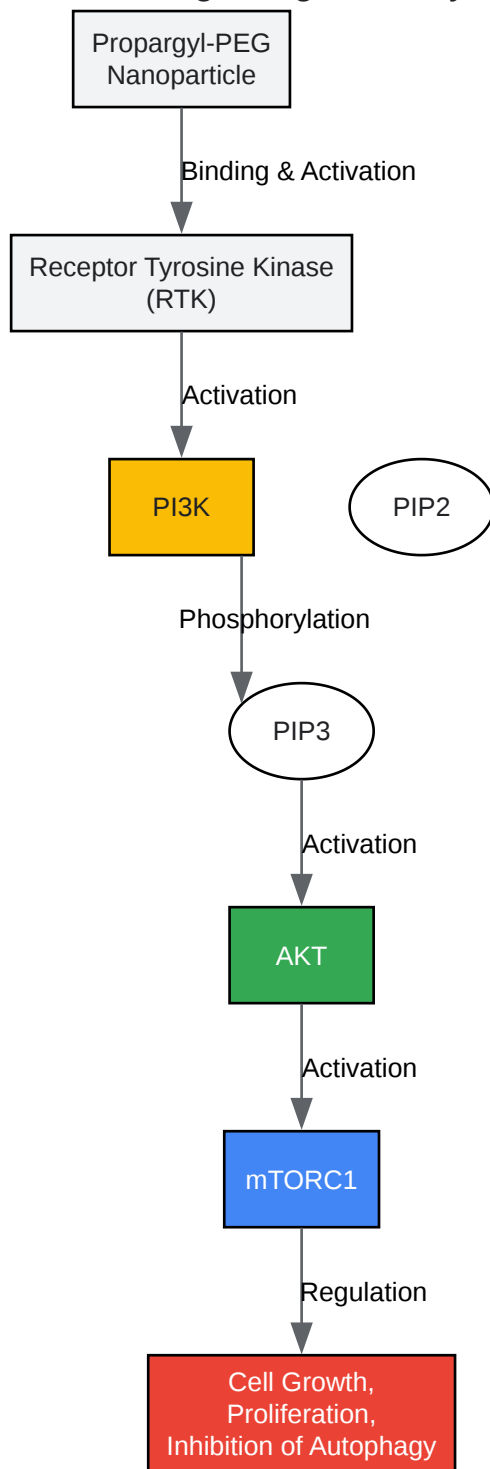 Propargyl-PEG
Nanoparticle
Binding & Activation
Receptor Tyrosine Kinase
(RTK)
Activation
PI3K
PIP2
Phosphorylation
PIP3
Activation
AKT
Activation
mTORC1
Regulation
Cell Growth,
Proliferation,
Inhibition of Autophagy